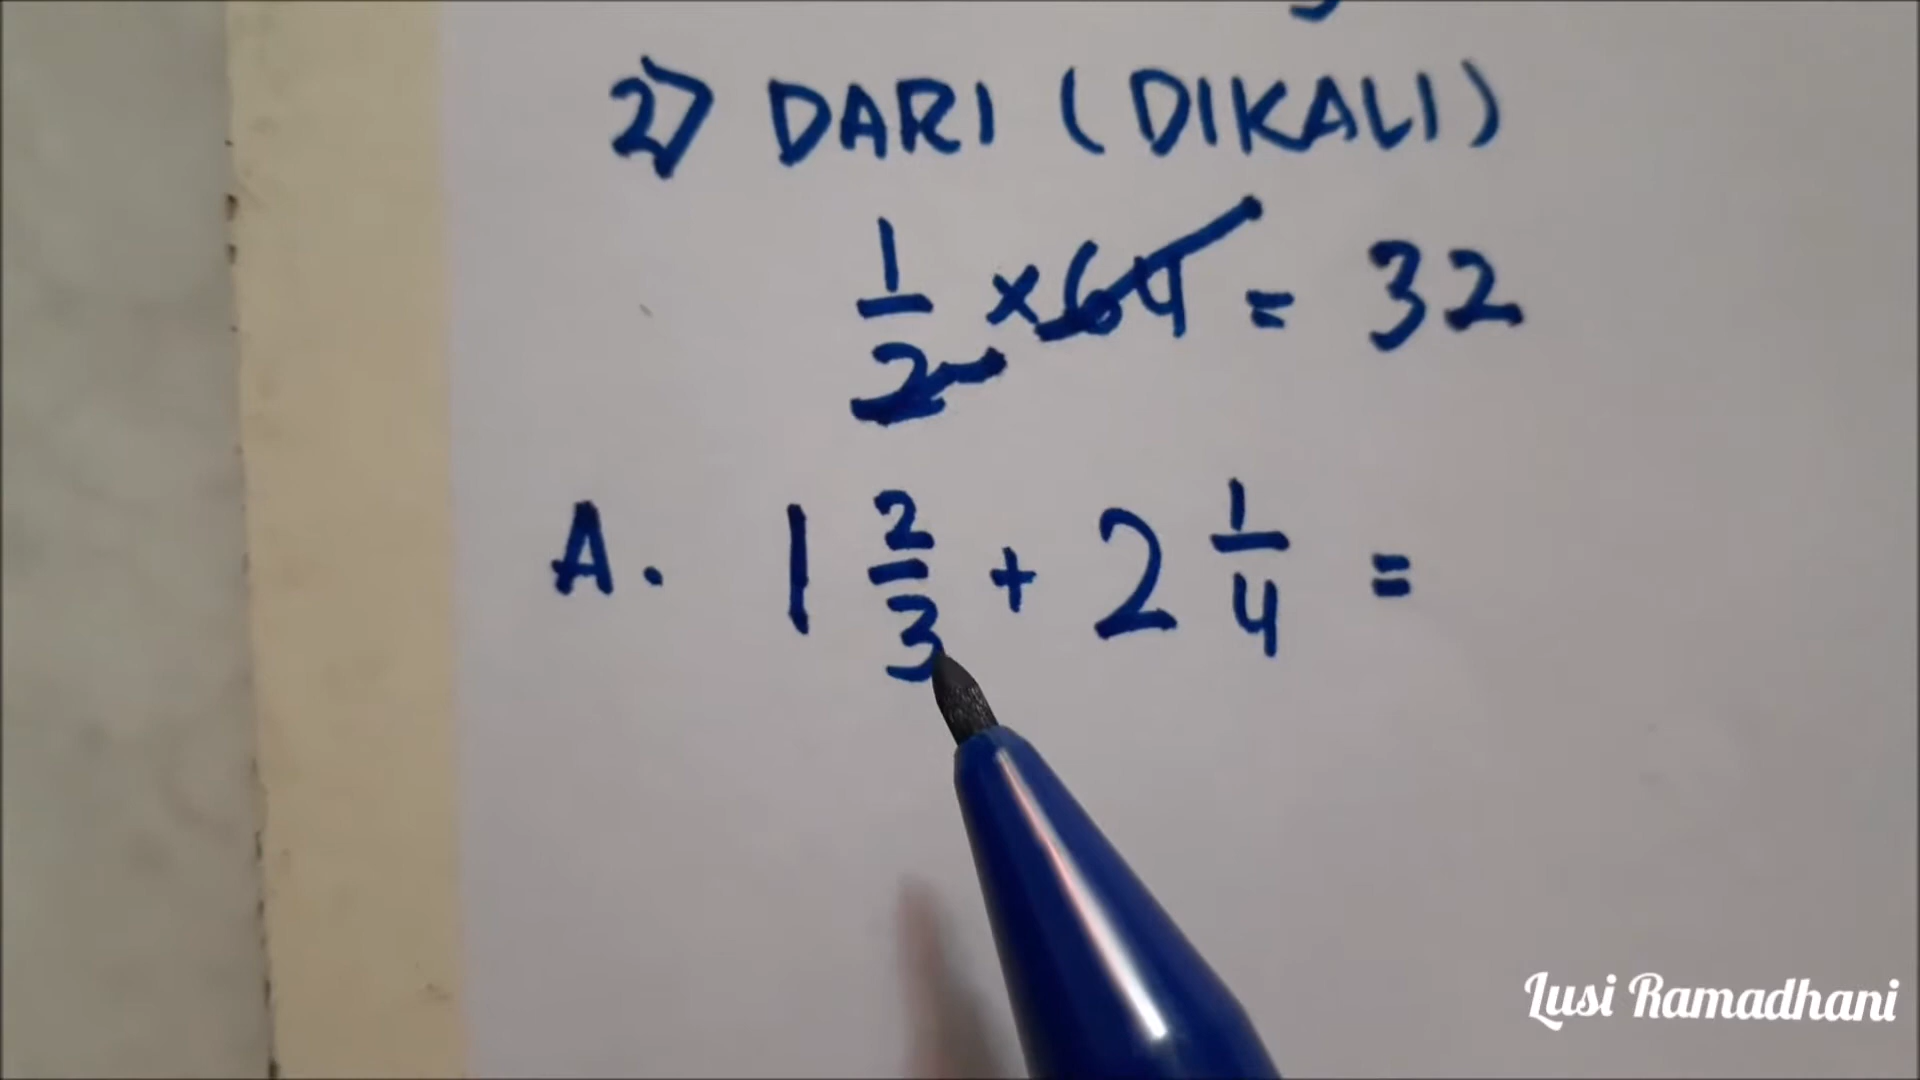 2) DARI (DIKALI)
1/2 × 64 = 32
A. 1 2/3 + 2 1/4 =
Lusi Ramadhani